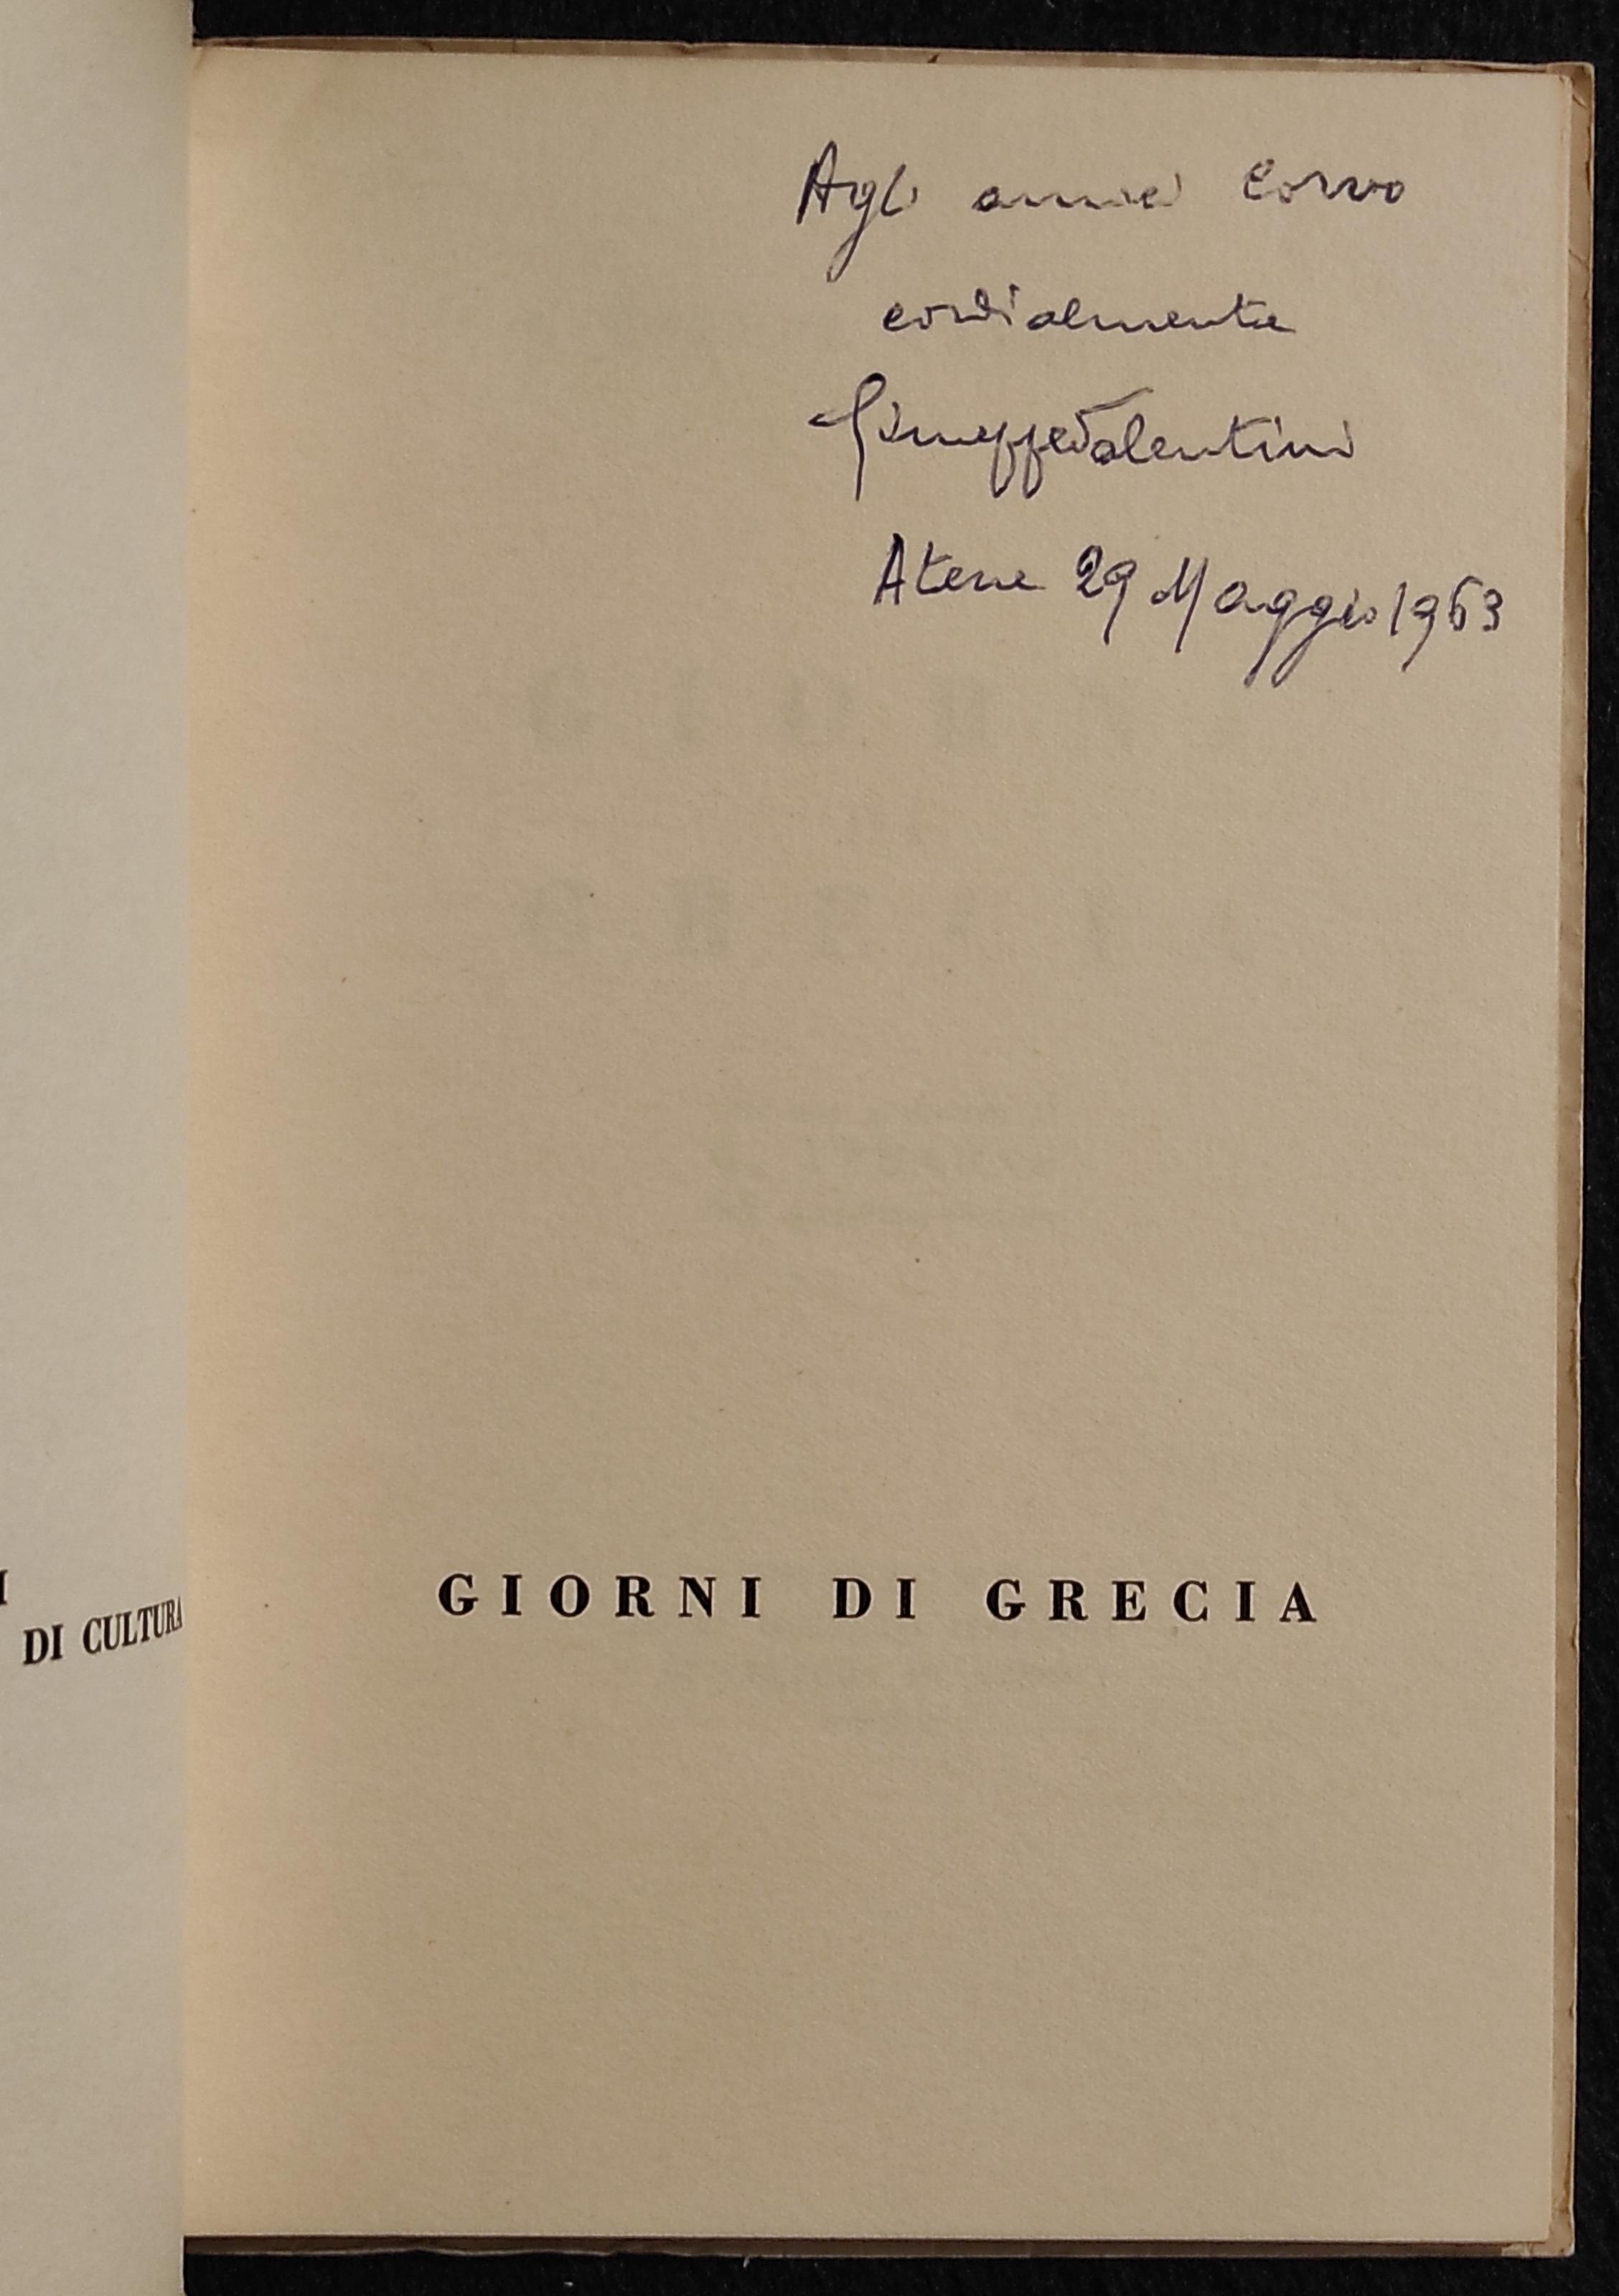 Agli amici Corvo
cordialmente
Giuseppe Valentini
Atene 29 Maggio 1963
I
DI CULTURA
GIORNI DI GRECIA